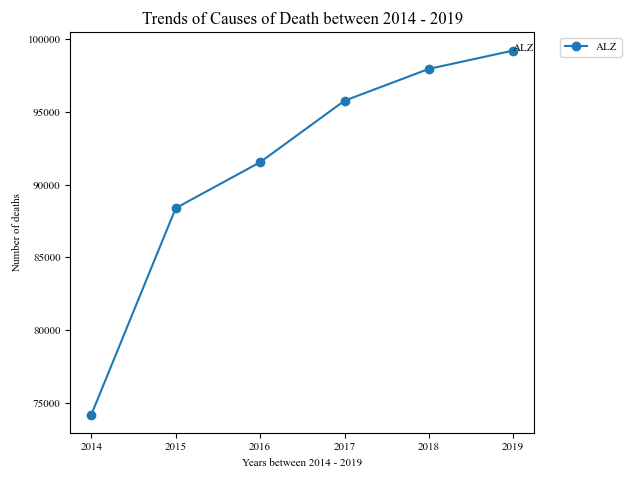 Trends of Causes of Death between 2014 - 2019
100000
95000
90000
85000
80000
75000
Number of deaths
2014 2015 2016 2017 2018 2019
Years between 2014 - 2019
ALZ
ALZ